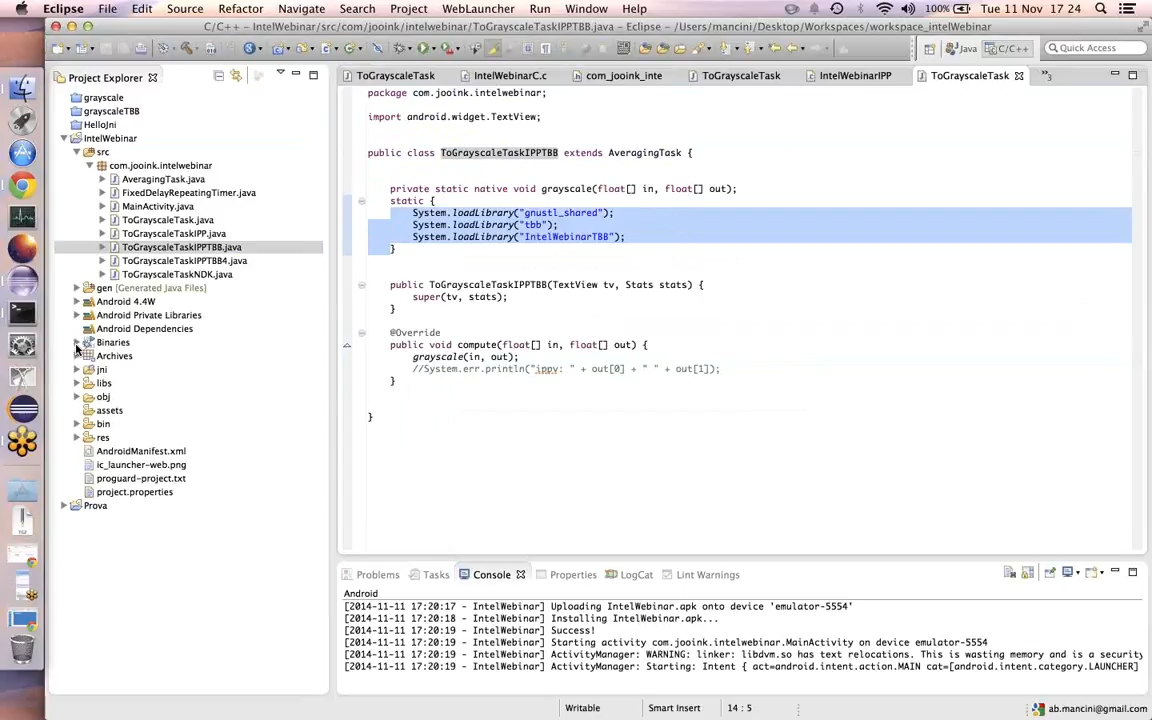 Eclipse File Edit Source Refactor Navigate Search Project WebLauncher Run Window Help 100% Tue 11 Nov 17 24
C/C++ - IntelWebinar/src/com/jooink/intelwebinar/ToGrayscaleTaskIPPTBB.java - Eclipse - /Users/mancini/Desktop/Workspaces/workspace_intelWebinar
Java C/C++ Quick Access
Project Explorer
grayscale
grayscaleTBB
HelloJni
IntelWebinar
src
com.jooink.intelwebinar
AveragingTask.java
FixedDelayRepeatingTimer.java
MainActivity.java
ToGrayscaleTask.java
ToGrayscaleTaskIPP.java
ToGrayscaleTaskIPPTBB.java
ToGrayscaleTaskIPPTBB4.java
ToGrayscaleTaskNDK.java
gen [Generated Java Files]
Android 4.4W
Android Private Libraries
Android Dependencies
Binaries
Archives
jni
libs
obj
assets
bin
res
AndroidManifest.xml
ic_launcher-web.png
proguard-project.txt
project.properties
Prova
ToGrayscaleTask IntelWebinarC.c com_jooink_inte ToGrayscaleTask IntelWebinarIPP ToGrayscaleTask »3
package com.jooink.intelwebinar;
import android.widget.TextView;
public class ToGrayscaleTaskIPPTBB extends AveragingTask {
private static native void grayscale(float[] in, float[] out);
static {
System.loadLibrary("gnustl_shared");
System.loadLibrary("tbb");
System.loadLibrary("IntelWebinarTBB");
}
public ToGrayscaleTaskIPPTBB(TextView tv, Stats stats) {
super(tv, stats);
}
@Override
public void compute(float[] in, float[] out) {
grayscale(in, out);
//System.err.println("ippv: " + out[0] + " " + out[1]);
}
}
Problems Tasks Console Properties LogCat Lint Warnings
Android
[2014-11-11 17:20:17 - IntelWebinar] Uploading IntelWebinar.apk onto device 'emulator-5554'
[2014-11-11 17:20:18 - IntelWebinar] Installing IntelWebinar.apk...
[2014-11-11 17:20:19 - IntelWebinar] Success!
[2014-11-11 17:20:19 - IntelWebinar] Starting activity com.jooink.intelwebinar.MainActivity on device emulator-5554
[2014-11-11 17:20:19 - IntelWebinar] ActivityManager: WARNING: linker: libdvm.so has text relocations. This is wasting memory and is a security
[2014-11-11 17:20:19 - IntelWebinar] ActivityManager: Starting: Intent { act=android.intent.action.MAIN cat=[android.intent.category.LAUNCHER]
Writable Smart Insert 14 : 5 ab.mancini@gmail.com